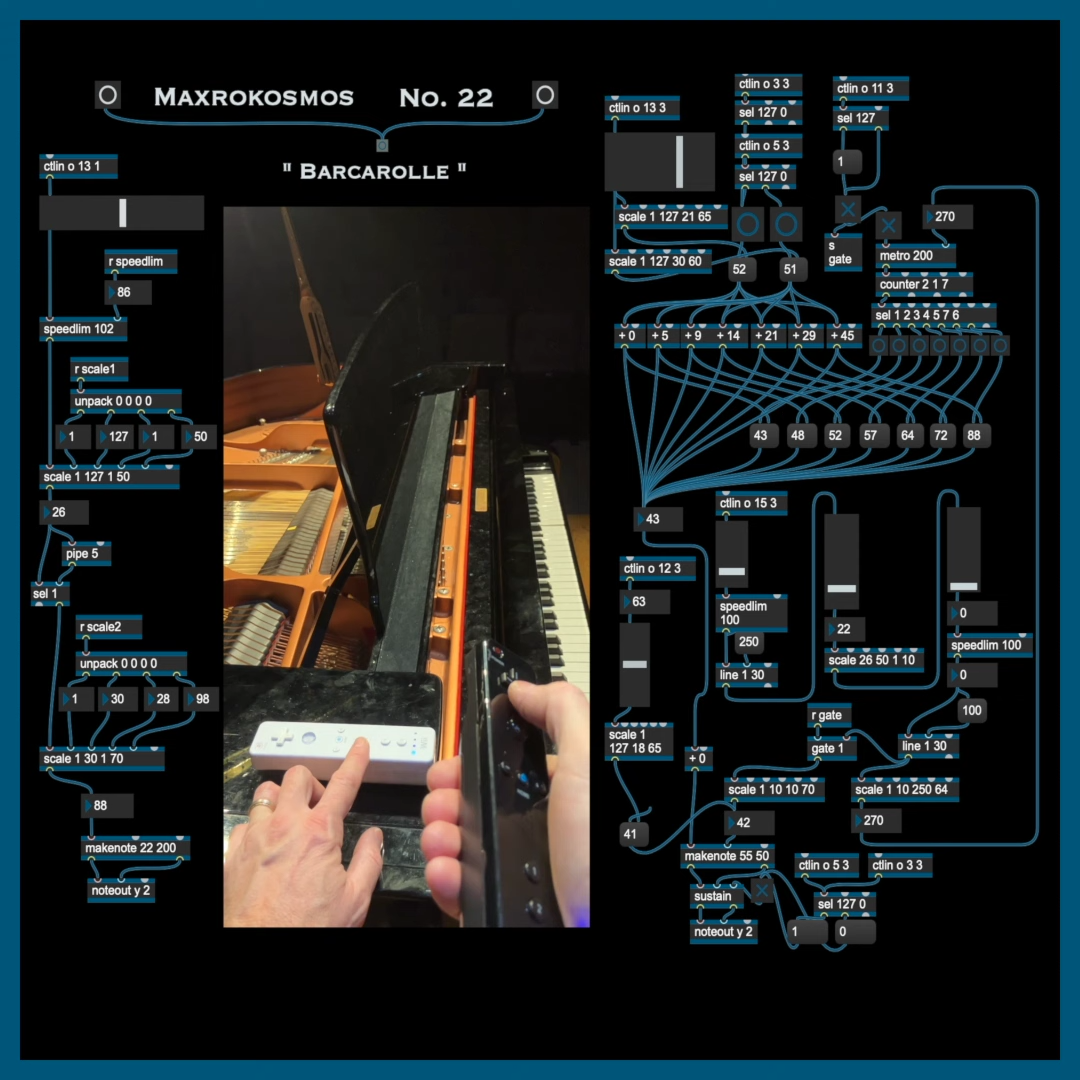 MAXROKOSMOS No. 22
" BARCAROLLE "
ctlin o 13 1
r speedlim
86
speedlim 102
r scale1
unpack 0 0 0 0
1 127 1 50
scale 1 127 1 50
26
pipe 5
sel 1
r scale2
unpack 0 0 0 0
1 30 28 98
scale 1 30 1 70
88
makenote 22 200
noteout y 2
ctlin o 13 3
ctlin o 3 3
sel 127 0
ctlin o 5 3
sel 127 0
ctlin o 11 3
sel 127
1
scale 1 127 21 65
scale 1 127 30 60
52
51
s
gate
270
metro 200
counter 2 1 7
sel 1 2 3 4 5 7 6
+ 0 + 5 + 9 + 14 + 21 + 29 + 45
43 48 52 57 64 72 88
43
ctlin o 12 3
63
scale 1
127 18 65
41
ctlin o 15 3
speedlim
100
250
line 1 30
22
scale 26 50 1 10
0
speedlim 100
0
100
line 1 30
r gate
gate 1
+ 0
scale 1 10 10 70
42
scale 1 10 250 64
270
makenote 55 50
sustain
noteout y 2
ctlin o 5 3
ctlin o 3 3
sel 127 0
1
0